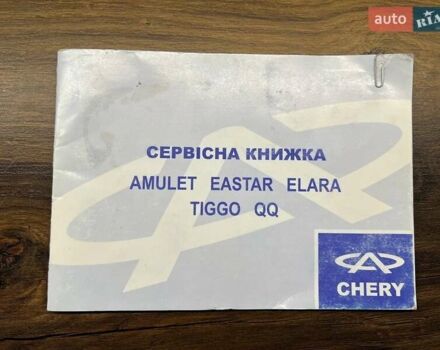 auto RIA
СЕРВІСНА КНИЖКА
AMULET EASTAR ELARA
TIGGO QQ
CHERY